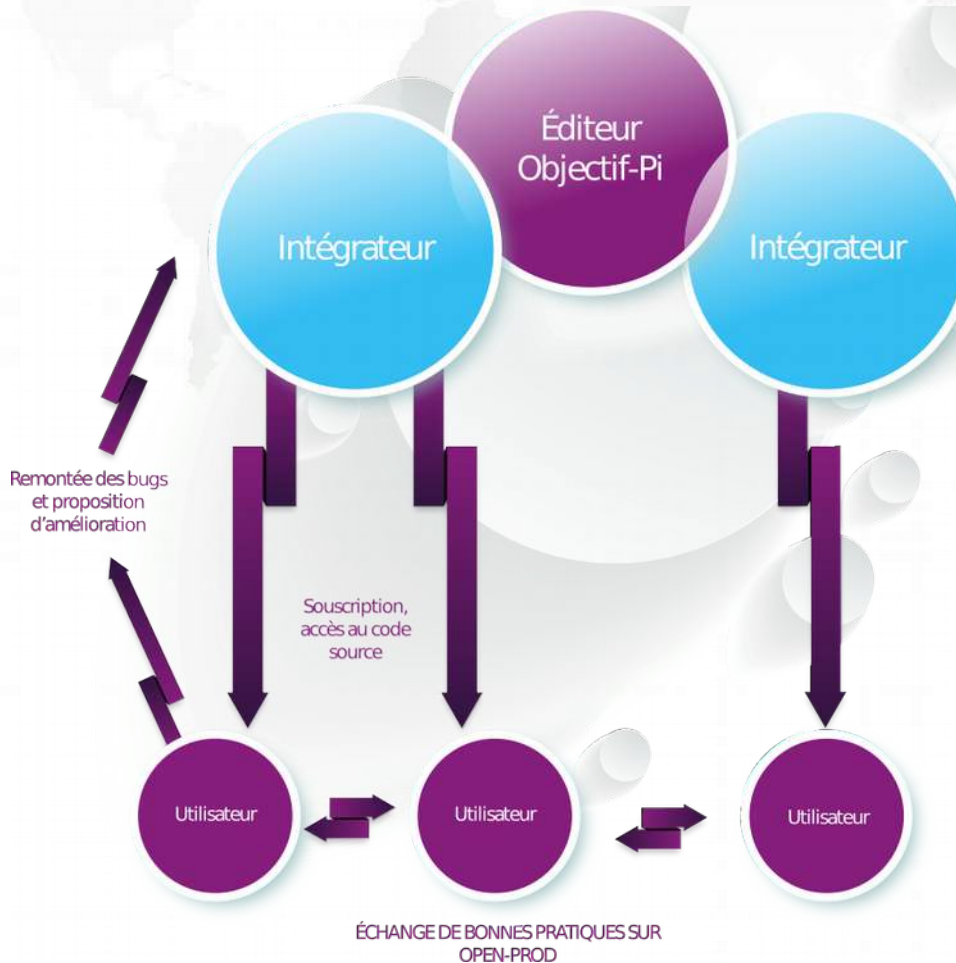 Éditeur
Objectif-Pi
Intégrateur
Intégrateur
Remontée des bugs
et proposition
d'amélioration
Souscription,
accès au code
source
Utilisateur
Utilisateur
Utilisateur
ÉCHANGE DE BONNES PRATIQUES SUR
OPEN-PROD